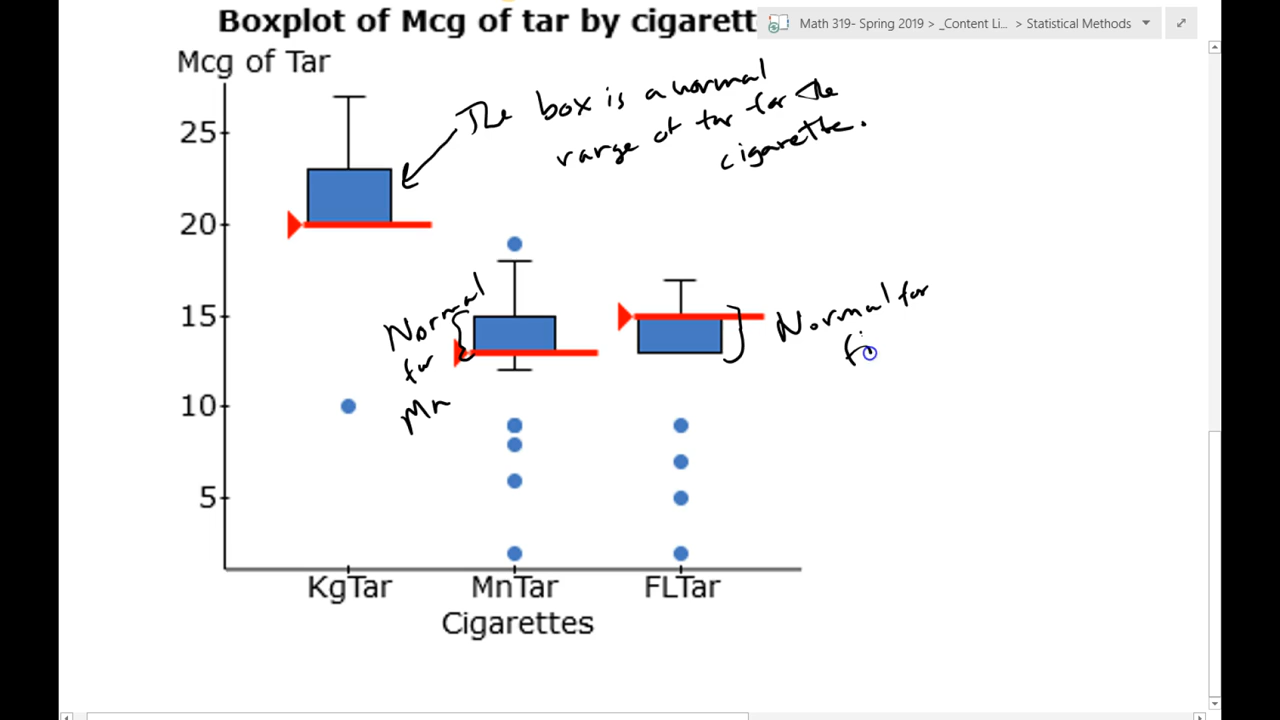 Boxplot of Mcg of tar by cigarett
Math 319- Spring 2019 > _Content Li... > Statistical Methods
Mcg of Tar
The box is a normal
range of tar for the
cigarette.
25
20
15
10
5
Normal
for
Mn
Normal for
KgTar MnTar FLTar
Cigarettes